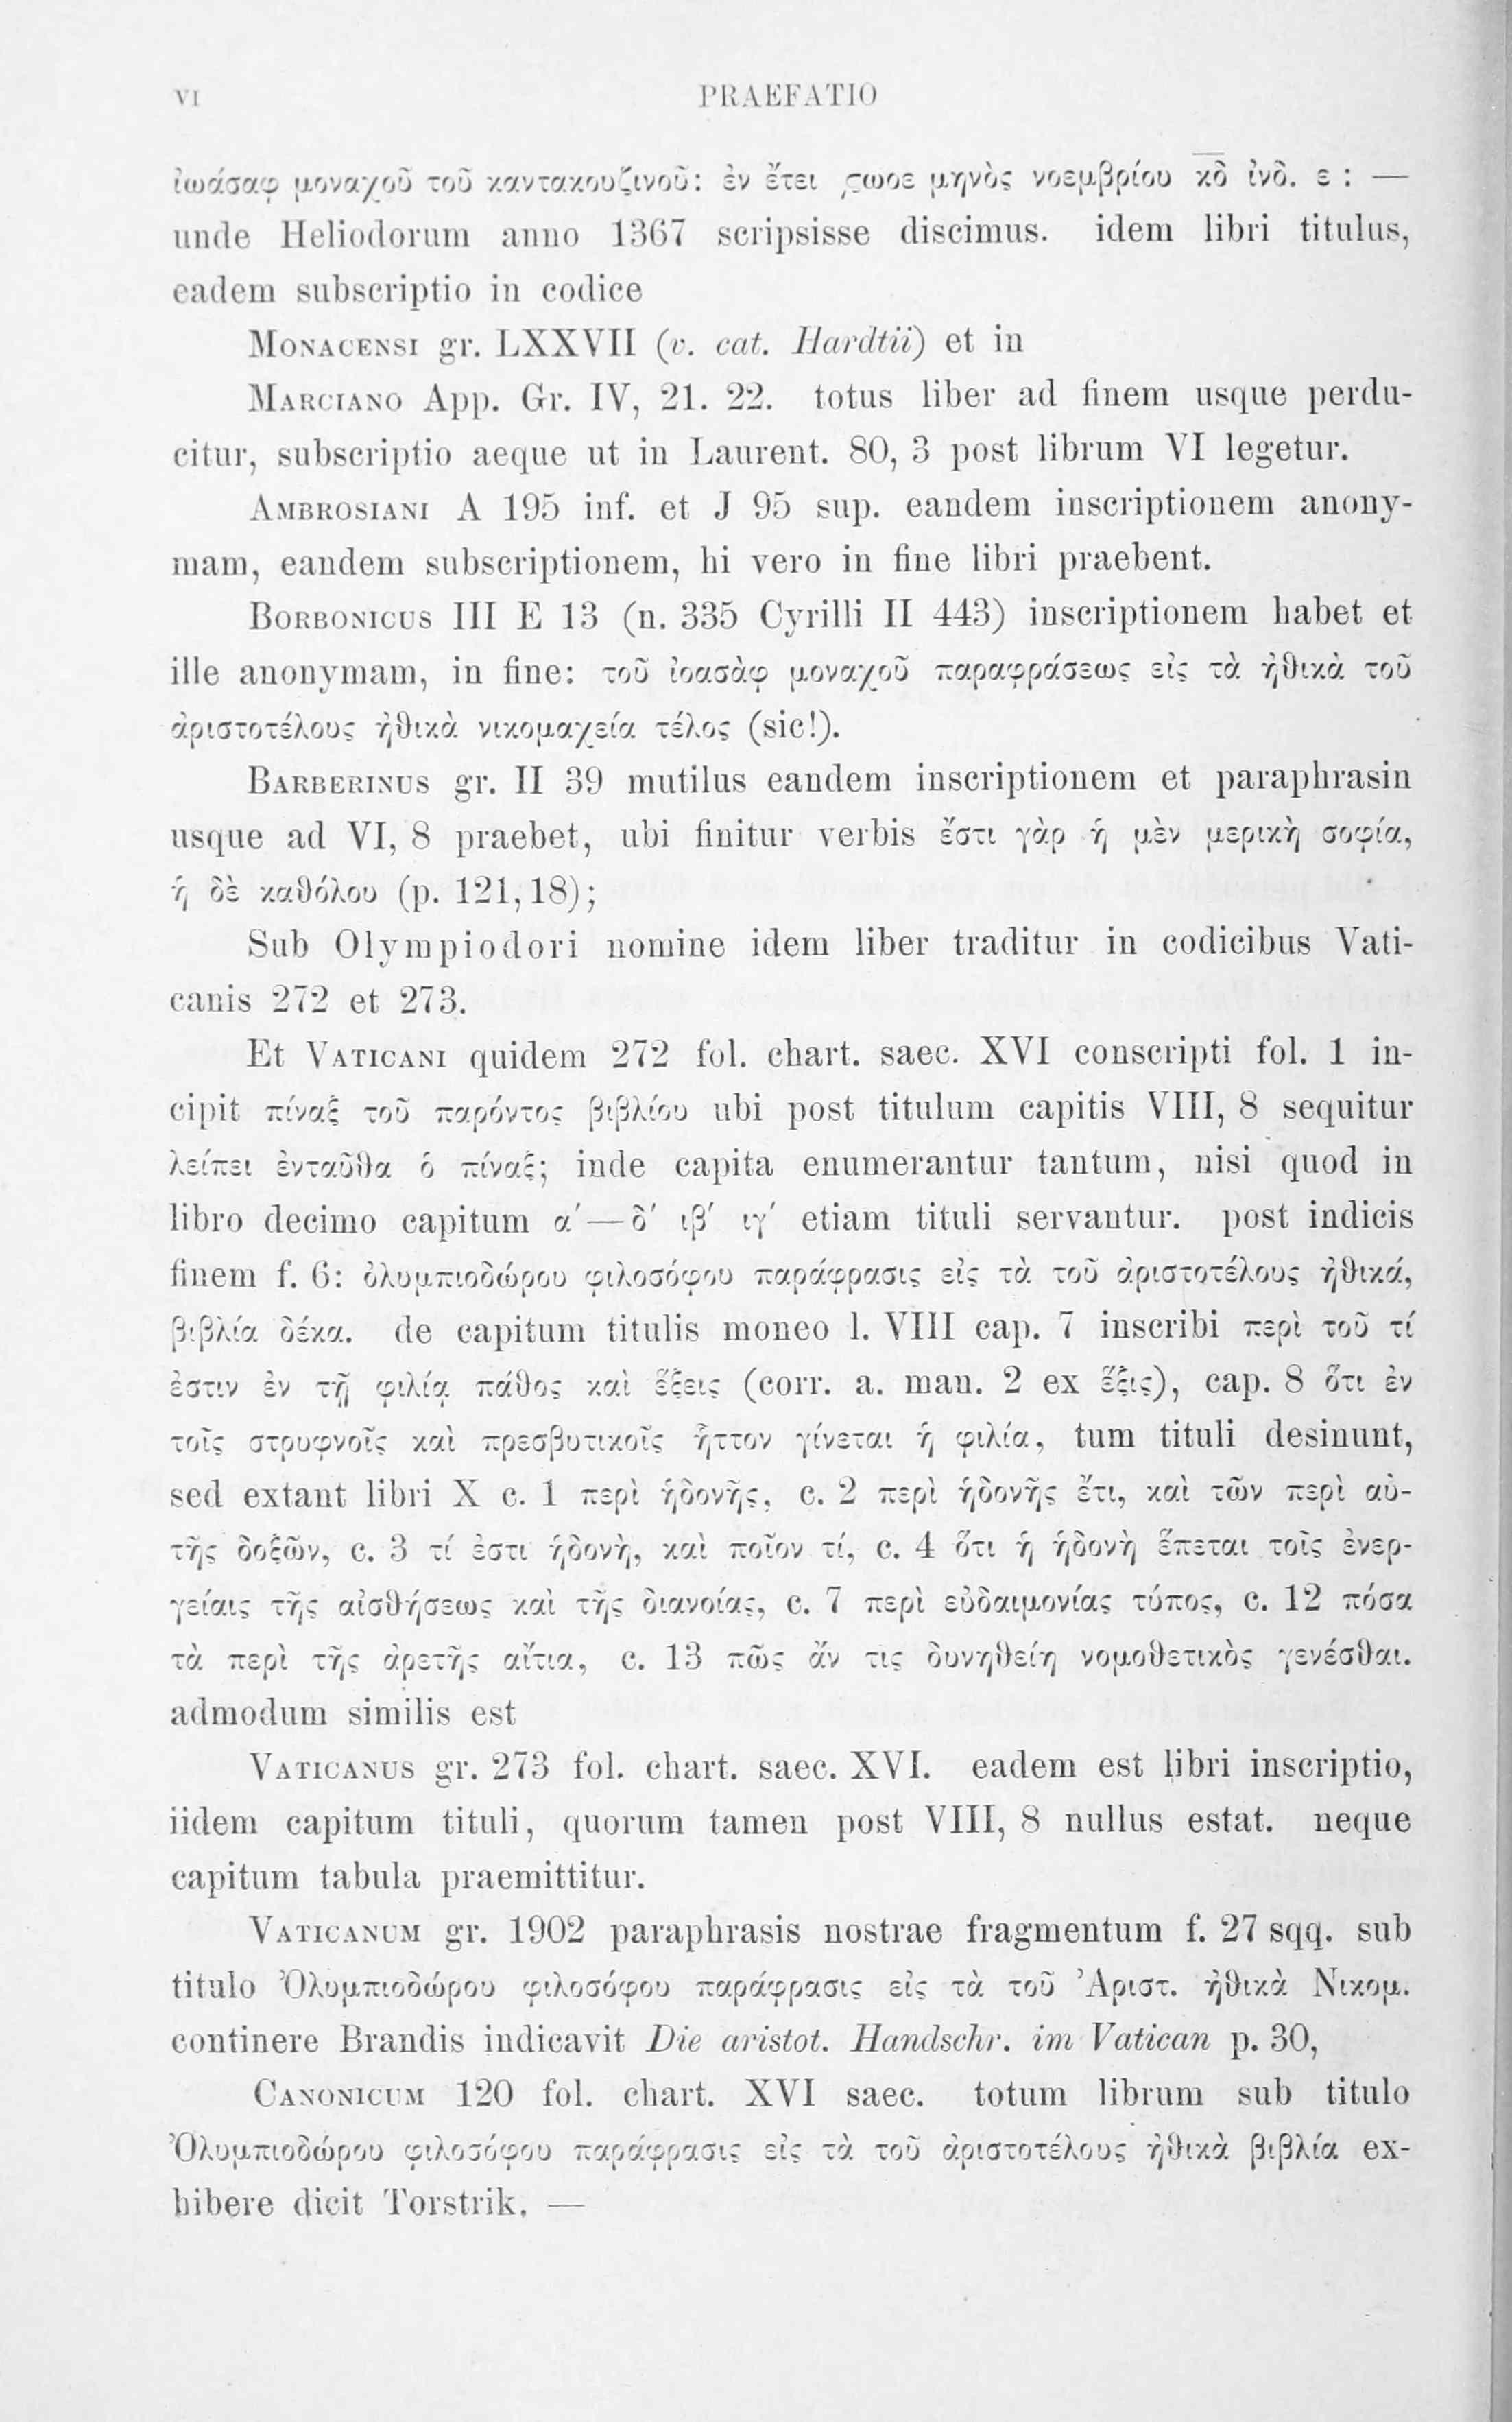 VI PRAEFATIO
ἰωάσαφ μοναχοῦ τοῦ καντακουζινοῦ: ἐν ἔτει ͵ςωοε μηνὸς νοεμβρίου κ̅δ̅ ἰνδ. ε : —
unde Heliodorum anno 1367 scripsisse discimus. idem libri titulus,
eadem subscriptio in codice
MONACENSI gr. LXXVII (v. cat. Hardtii) et in
MARCIANO App. Gr. IV, 21. 22. totus liber ad finem usque perdu-
citur, subscriptio aeque ut in Laurent. 80, 3 post librum VI legetur.
AMBROSIANI A 195 inf. et J 95 sup. eandem inscriptionem anony-
mam, eandem subscriptionem, hi vero in fine libri praebent.
BORBONICUS III E 13 (n. 335 Cyrilli II 443) inscriptionem habet et
ille anonymam, in fine: τοῦ ἰοασὰφ μοναχοῦ παραφράσεως εἰς τὰ ἠθικὰ τοῦ
ἀριστοτέλους ἠθικὰ νικομαχεία τέλος (sic!).
BARBERINUS gr. II 39 mutilus eandem inscriptionem et paraphrasin
usque ad VI, 8 praebet, ubi finitur verbis ἔστι γὰρ ἡ μὲν μερικὴ σοφία,
ἡ δὲ καθόλου (p. 121,18);
Sub Olympiodori nomine idem liber traditur in codicibus Vati-
canis 272 et 273.
Et VATICANI quidem 272 fol. chart. saec. XVI conscripti fol. 1 in-
cipit πίναξ τοῦ παρόντος βιβλίου ubi post titulum capitis VIII, 8 sequitur
λείπει ἐνταῦθα ὁ πίναξ; inde capita enumerantur tantum, nisi quod in
libro decimo capitum α′ — δ′ ιβ′ ιγ′ etiam tituli servantur. post indicis
finem f. 6: ὀλυμπιοδώρου φιλοσόφου παράφρασις εἰς τὰ τοῦ ἀριστοτέλους ἠθικά,
βιβλία δέκα. de capitum titulis moneo l. VIII cap. 7 inscribi περὶ τοῦ τί
ἐστιν ἐν τῇ φιλίᾳ πάθος καὶ ἕξεις (corr. a. man. 2 ex ἕξις), cap. 8 ὅτι ἐν
τοῖς στρυφνοῖς καὶ πρεσβυτικοῖς ἧττον γίνεται ἡ φιλία, tum tituli desinunt,
sed extant libri X c. 1 περὶ ἡδονῆς, c. 2 περὶ ἡδονῆς ἔτι, καὶ τῶν περὶ αὐ-
τῆς δοξῶν, c. 3 τί ἐστι ἡδονὴ, καὶ ποῖον τί, c. 4 ὅτι ἡ ἡδονὴ ἕπεται τοῖς ἐνερ-
γείαις τῆς αἰσθήσεως καὶ τῆς διανοίας, c. 7 περὶ εὐδαιμονίας τύπος, c. 12 πόσα
τὰ περὶ τῆς ἀρετῆς αἴτια, c. 13 πῶς ἄν τις δυνηθείη νομοθετικὸς γενέσθαι.
admodum similis est
VATICANUS gr. 273 fol. chart. saec. XVI. eadem est libri inscriptio,
iidem capitum tituli, quorum tamen post VIII, 8 nullus estat. neque
capitum tabula praemittitur.
VATICANUM gr. 1902 paraphrasis nostrae fragmentum f. 27 sqq. sub
titulo Ὀλυμπιοδώρου φιλοσόφου παράφρασις εἰς τὰ τοῦ Ἀριστ. ἠθικὰ Νικομ.
continere Brandis indicavit Die aristot. Handschr. im Vatican p. 30,
CANONICUM 120 fol. chart. XVI saec. totum librum sub titulo
Ὀλυμπιοδώρου φιλοσόφου παράφρασις εἰς τὰ τοῦ ἀριστοτέλους ἠθικὰ βιβλία ex-
hibere dicit Torstrik. —